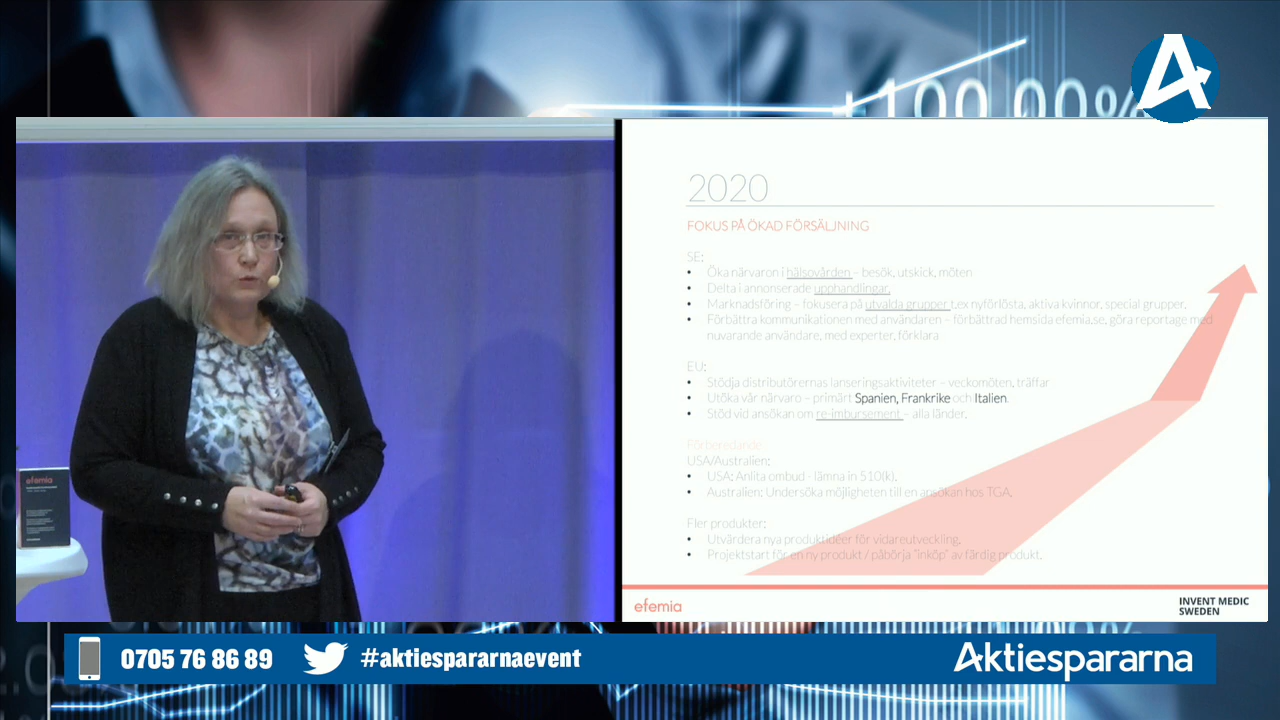 +100.00%
2020
FOKUS PÅ ÖKAD FÖRSÄLJNING
SE:
• Öka närvaron i hälsovården – besök, utskick, möten
• Delta i annonserade upphandlingar.
• Marknadsföring – fokusera på utvalda grupper t.ex nyförlösta, aktiva kvinnor, special grupper.
• Förbättra kommunikationen med användaren – förbättrad hemsida efemia.se, göra reportage med
nuvarande användare, med experter, förklara
EU:
• Stödja distributörernas lanseringsaktiviteter – veckomöten, träffar
• Utöka vår närvaro – primärt Spanien, Frankrike och Italien.
• Stöd vid ansökan om re-imbursement – alla länder.
Förberedande
USA/Australien:
• USA: Anlita ombud - lämna in 510(k).
• Australien: Undersöka möjligheten till en ansökan hos TGA.
Fler produkter:
• Utvärdera nya produktidéer för vidareutveckling.
• Projektstart för en ny produkt / påbörja "inköp" av färdig produkt.
efemia
INVENT MEDIC
SWEDEN
efemia
0705 76 86 89
#aktiespararnaevent
Aktiespararna